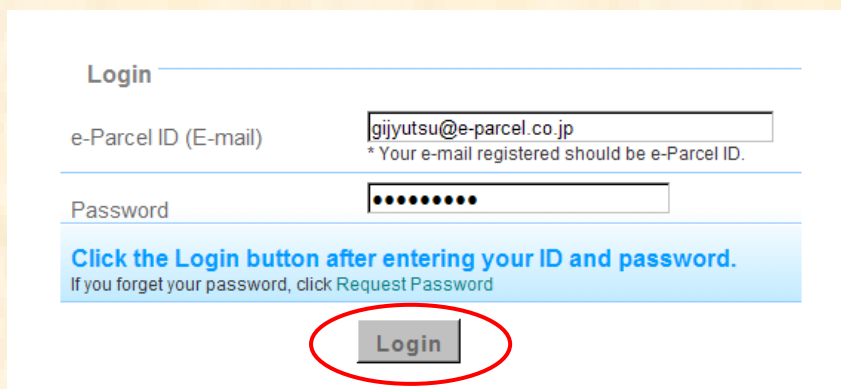 Login
e-Parcel ID (E-mail)
gijyutsu@e-parcel.co.jp
* Your e-mail registered should be e-Parcel ID.
Password
•••••••••
Click the Login button after entering your ID and password.
If you forget your password, click Request Password
Login